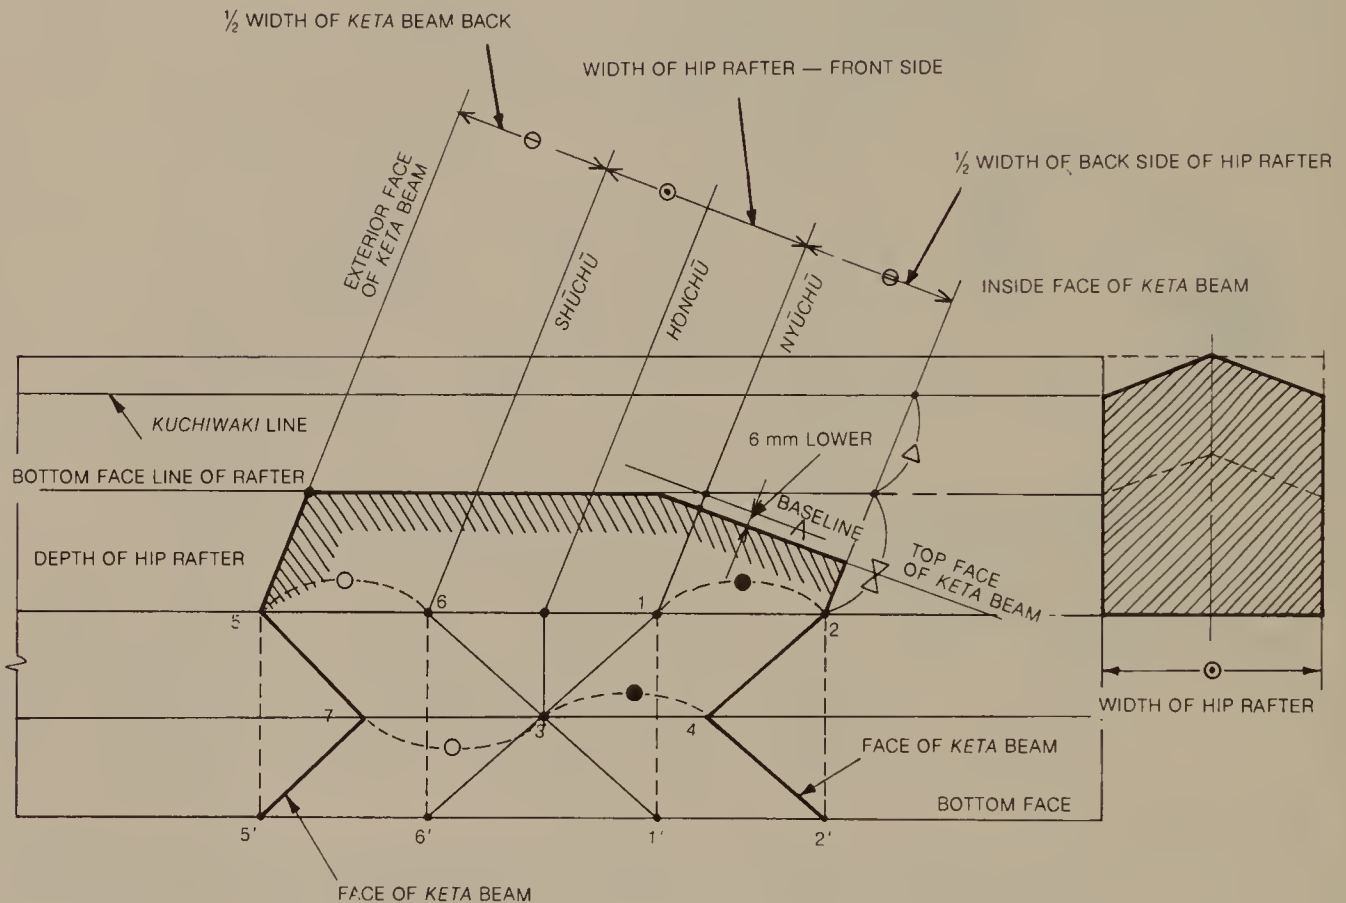 ½ WIDTH OF KETA BEAM BACK
WIDTH OF HIP RAFTER — FRONT SIDE
½ WIDTH OF BACK SIDE OF HIP RAFTER
EXTERIOR FACE
OF KETA BEAM
SHŪCHŪ
HONCHŪ
NYŪCHŪ
INSIDE FACE OF KETA BEAM
KUCHIWAKI LINE
6 mm LOWER
BOTTOM FACE LINE OF RAFTER
BASELINE
TOP FACE
OF KETA BEAM
DEPTH OF HIP RAFTER
5
6
1
2
WIDTH OF HIP RAFTER
7
3
4
FACE OF KETA BEAM
BOTTOM FACE
5'
6'
1'
2'
FACE OF KETA BEAM